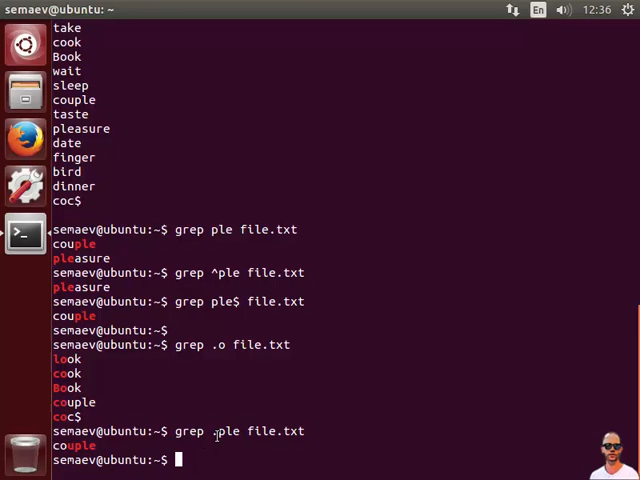 semaev@ubuntu: ~
En
12:36
take
cook
Book
wait
sleep
couple
taste
pleasure
date
finger
bird
dinner
coc$
semaev@ubuntu:~$ grep ple file.txt
couple
pleasure
semaev@ubuntu:~$ grep ^ple file.txt
pleasure
semaev@ubuntu:~$ grep ple$ file.txt
couple
semaev@ubuntu:~$
semaev@ubuntu:~$ grep .o file.txt
look
cook
Book
couple
coc$
semaev@ubuntu:~$ grep .ple file.txt
couple
semaev@ubuntu:~$